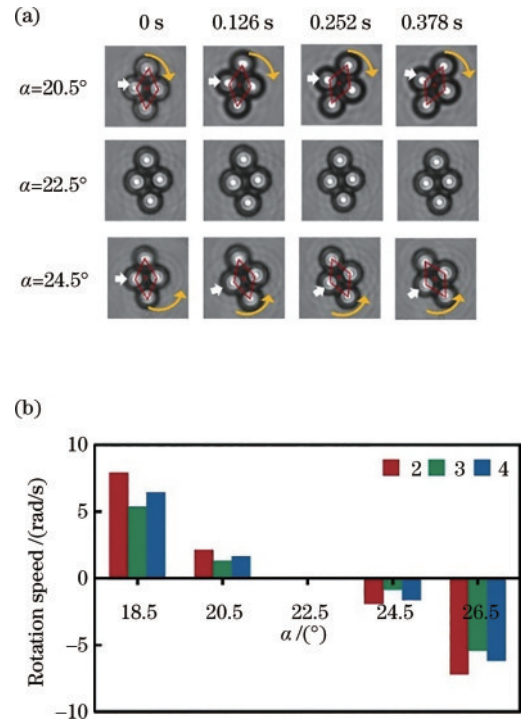 (a)
0 s 0.126 s 0.252 s 0.378 s
α=20.5°
α=22.5°
α=24.5°
(b)
10
5
0
−5
−10
Rotation speed /(rad/s)
2 3 4
18.5 20.5 22.5 24.5 26.5
α /(°)